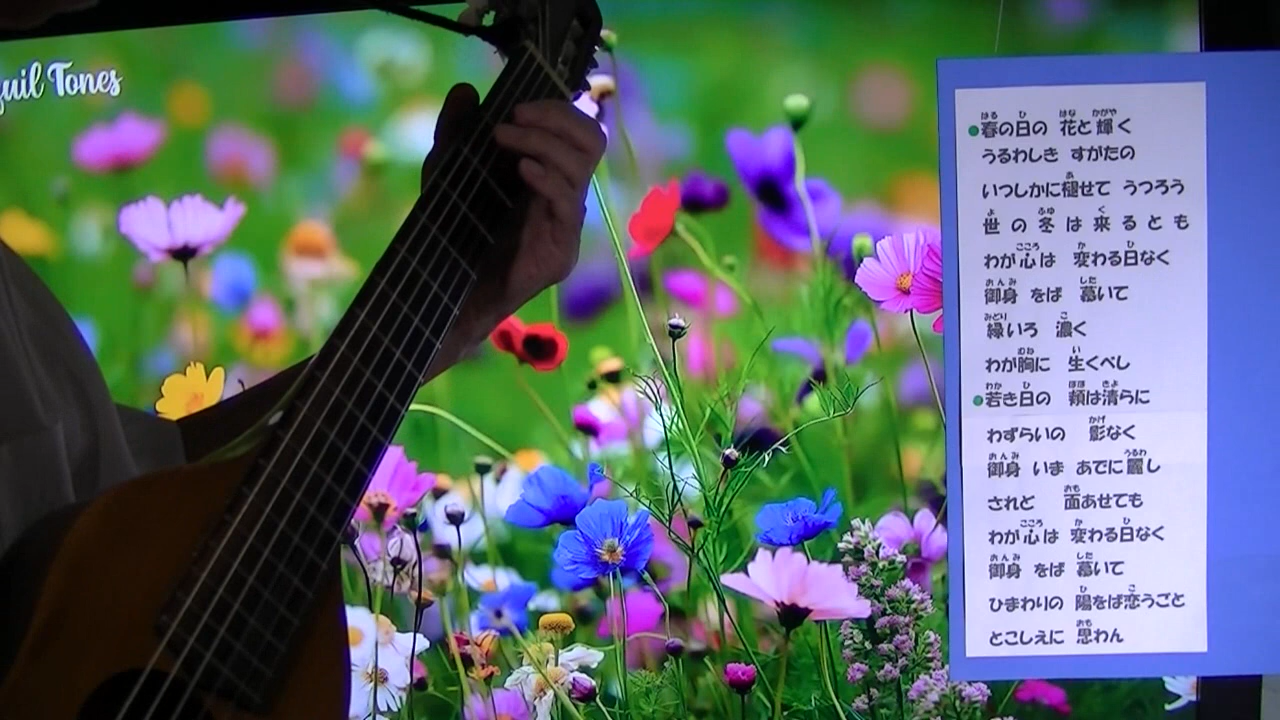 uil Tones
●春の日の 花と輝く
うるわしき すがたの
いつしかに褪せて うつろう
世の冬は来るとも
わが心は 変わる日なく
御身をば 慕いて
緑いろ 濃く
わが胸に 生くべし
●若き日の 頬は清らに
わずらいの 影なく
御身 いま あでに麗し
されど 面あせても
わが心は 変わる日なく
御身をば 慕いて
ひまわりの 陽をば恋うごと
とこしえに 思わん